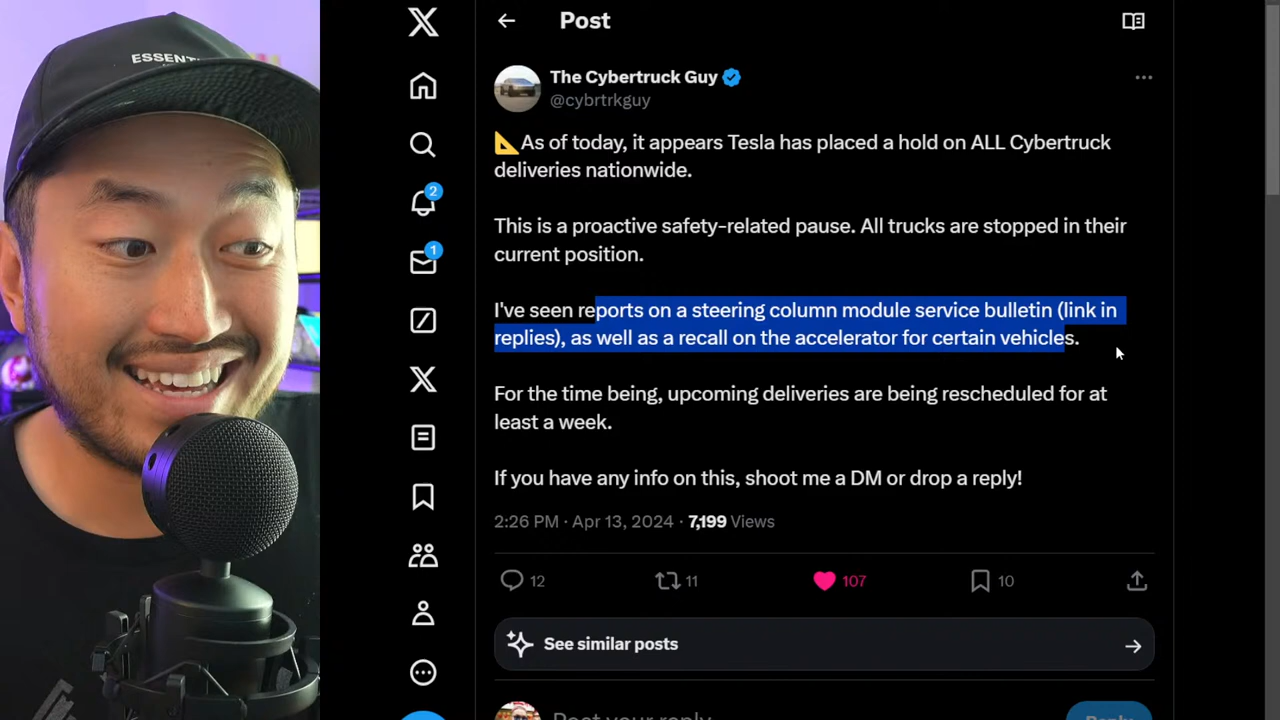 ESSENT
Post
The Cybertruck Guy
@cybrtrkguy
📐As of today, it appears Tesla has placed a hold on ALL Cybertruck
deliveries nationwide.
This is a proactive safety-related pause. All trucks are stopped in their
current position.
I've seen reports on a steering column module service bulletin (link in
replies), as well as a recall on the accelerator for certain vehicles.
For the time being, upcoming deliveries are being rescheduled for at
least a week.
If you have any info on this, shoot me a DM or drop a reply!
2:26 PM · Apr 13, 2024 · 7,199 Views
2
1
12 11 107 10
See similar posts
Post your reply
Reply